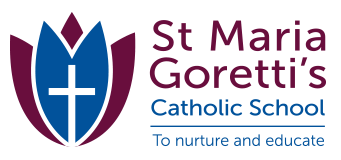 St Maria
Goretti's
Catholic School
To nurture and educate